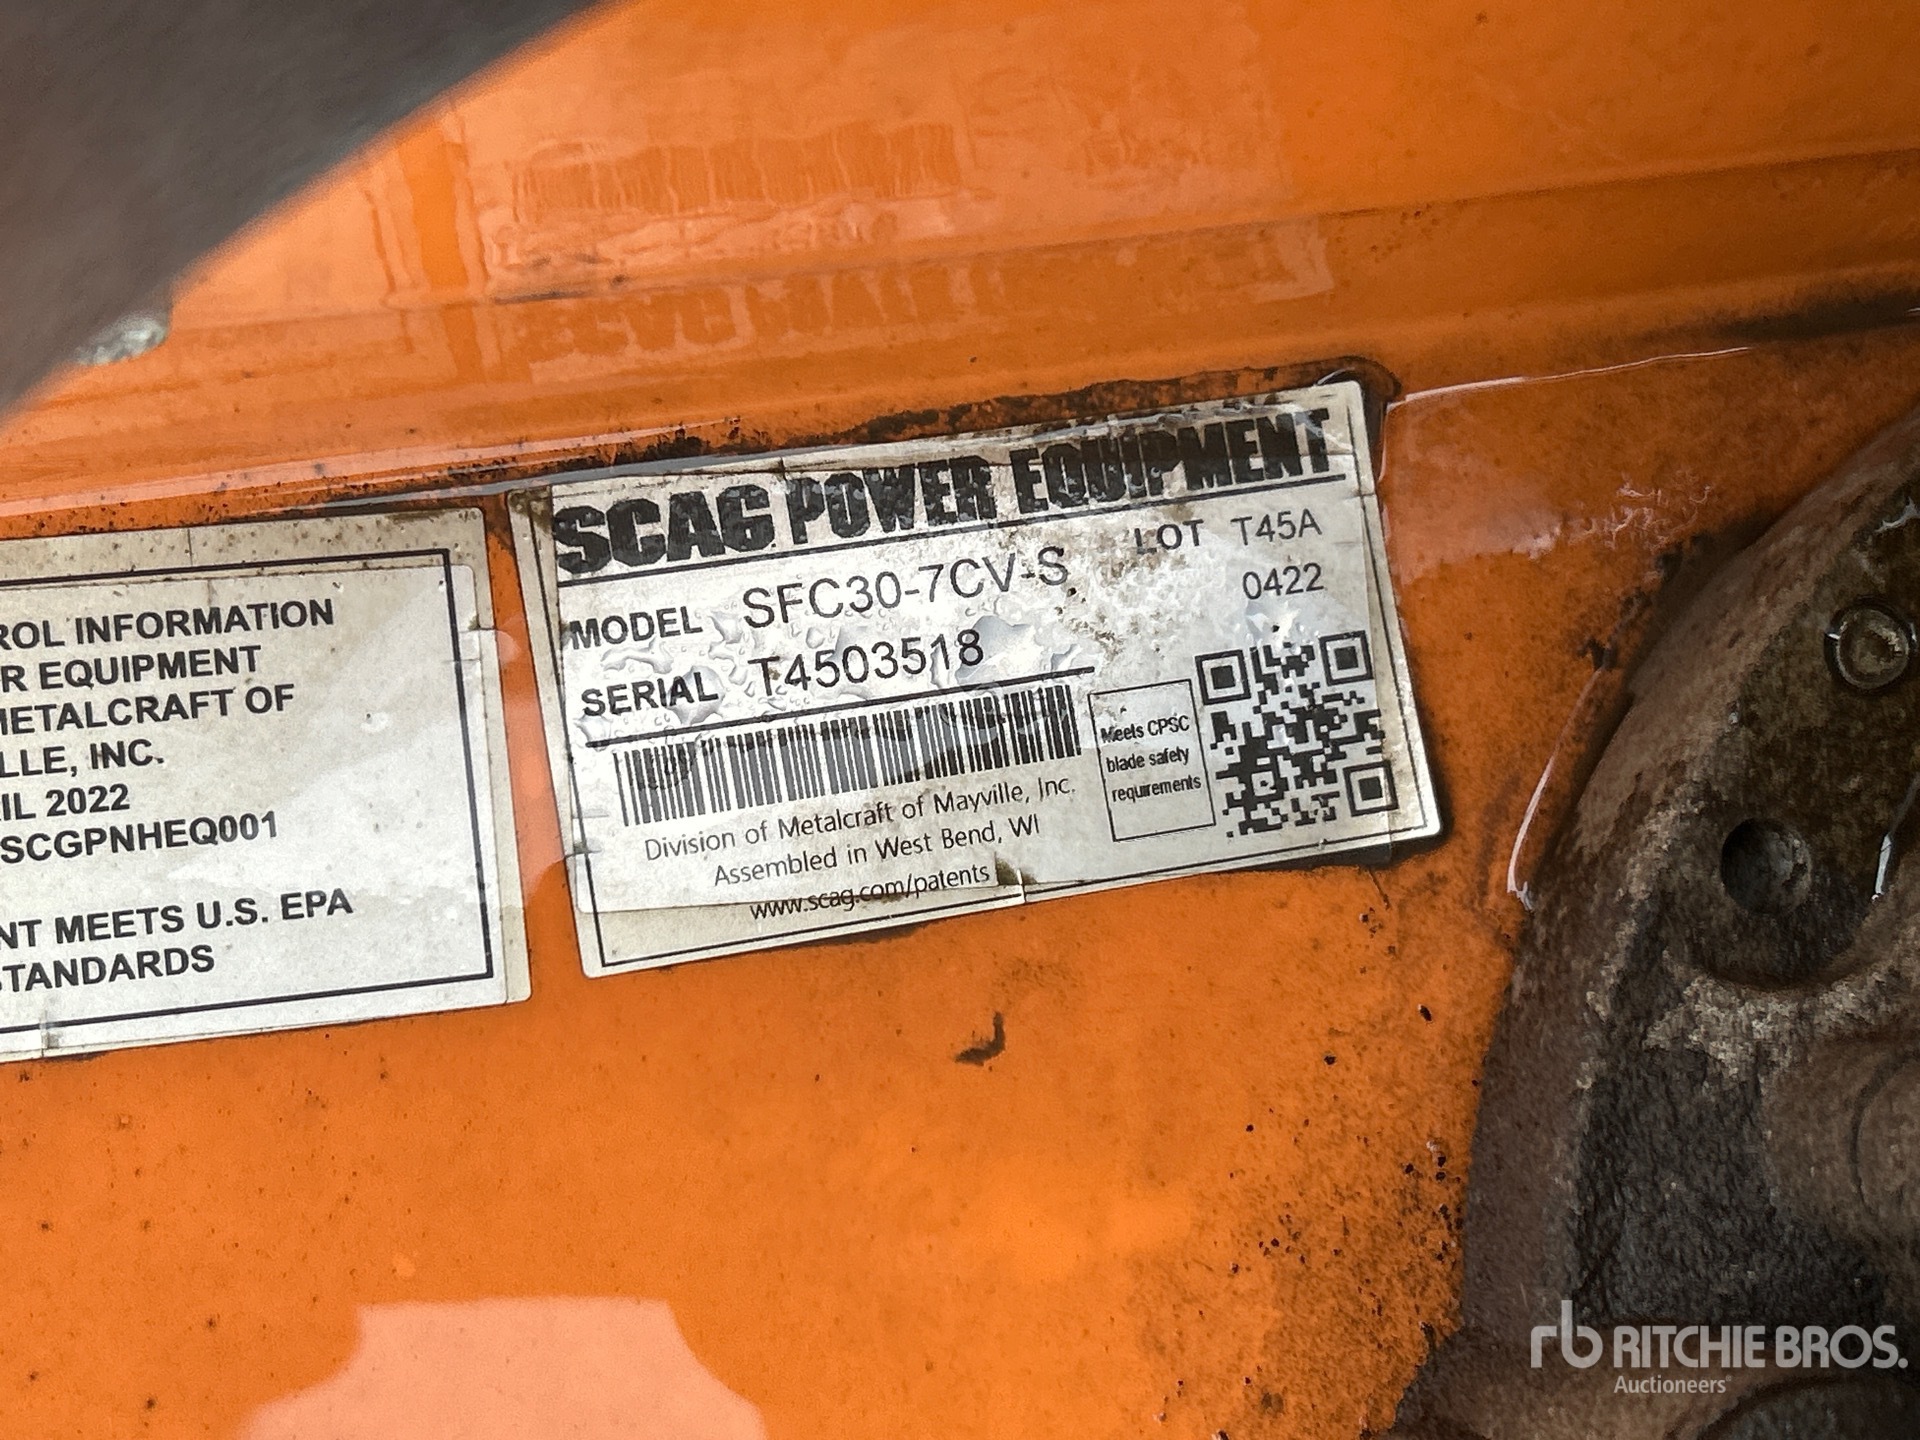 ROL INFORMATION
R EQUIPMENT
METALCRAFT OF
LLE, INC.
IL 2022
SCGPNHEQ001
NT MEETS U.S. EPA
STANDARDS
SCAG POWER EQUIPMENT
MODEL SFC30-7CV-S LOT T45A
0422
SERIAL T4503518
Meets CPSC
blade safety
requirements
Division of Metalcraft of Mayville, Inc.
Assembled in West Bend, WI
www.scag.com/patents
rb RITCHIE BROS.
Auctioneers